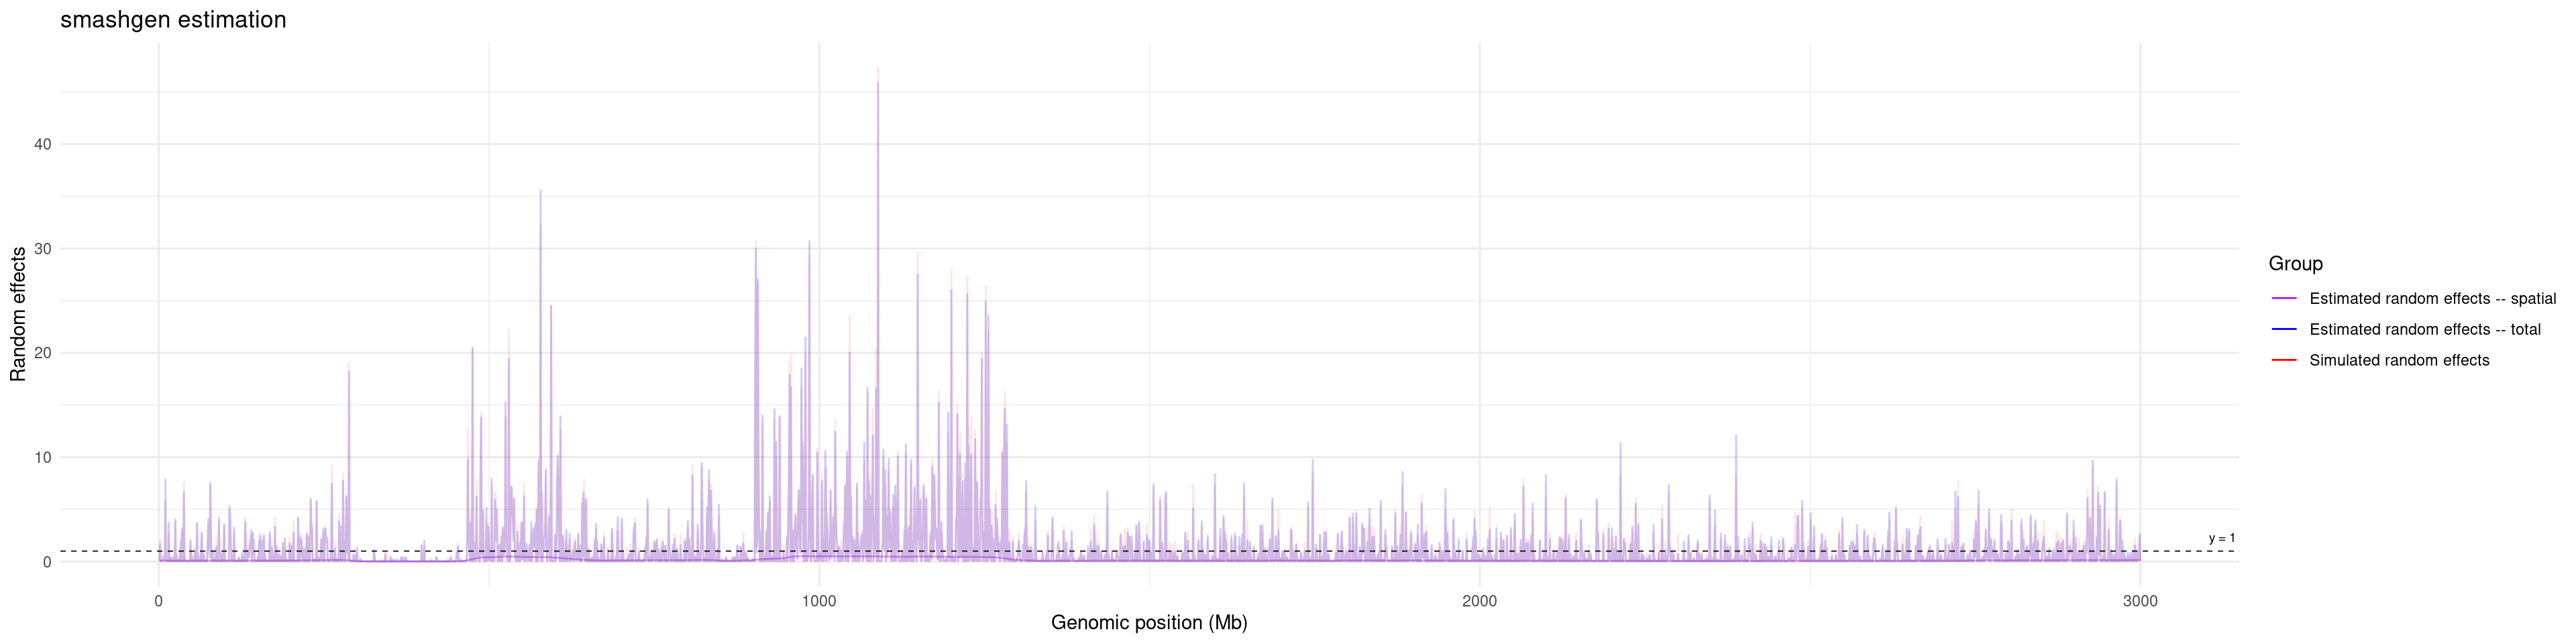 smashgen estimation
Random effects
40
30
20
10
0
y = 1
0
1000
2000
3000
Genomic position (Mb)
Group
Estimated random effects -- spatial
Estimated random effects -- total
Simulated random effects